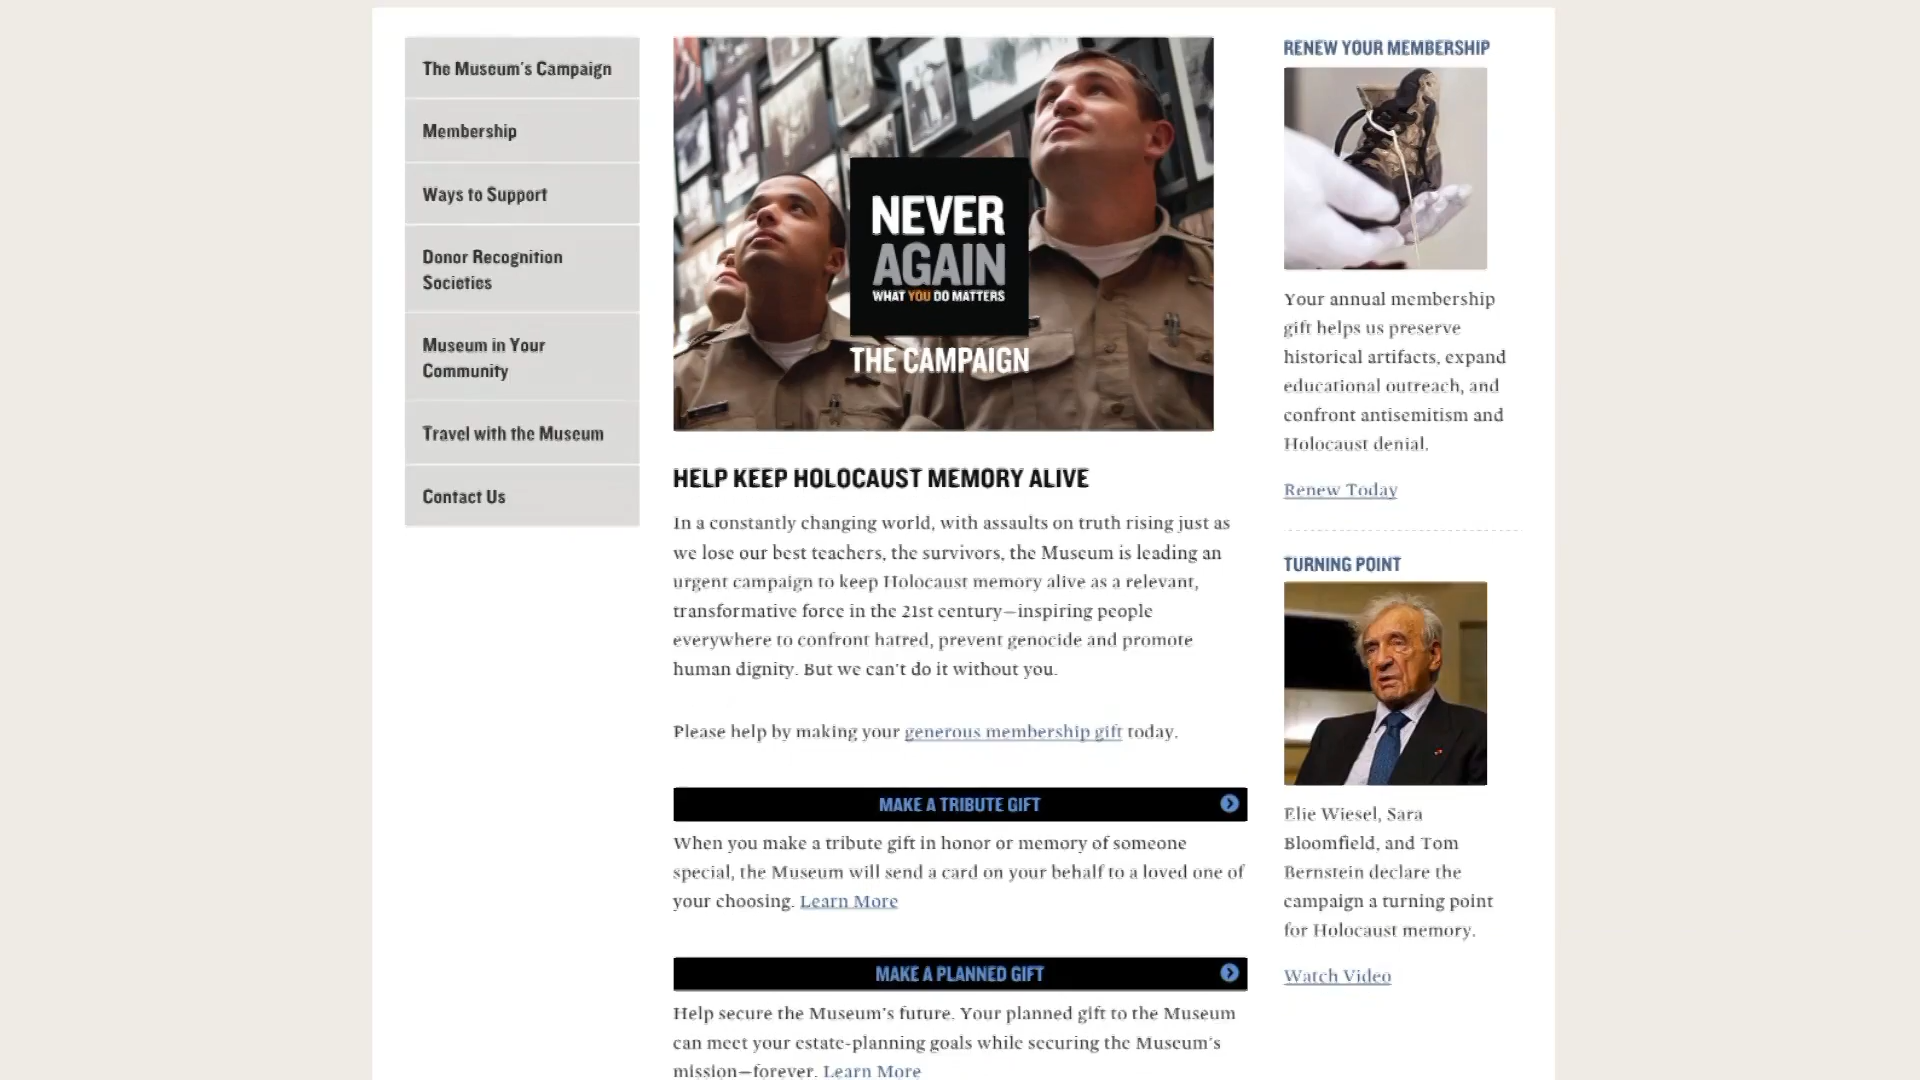 The Museum's Campaign
Membership
Ways to Support
Donor Recognition
Societies
Museum in Your
Community
Travel with the Museum
Contact Us
NEVER
AGAIN
WHAT YOU DO MATTERS
THE CAMPAIGN
HELP KEEP HOLOCAUST MEMORY ALIVE
In a constantly changing world, with assaults on truth rising just as
we lose our best teachers, the survivors, the Museum is leading an
urgent campaign to keep Holocaust memory alive as a relevant,
transformative force in the 21st century—inspiring people
everywhere to confront hatred, prevent genocide and promote
human dignity. But we can't do it without you.
Please help by making your generous membership gift today.
MAKE A TRIBUTE GIFT
When you make a tribute gift in honor or memory of someone
special, the Museum will send a card on your behalf to a loved one of
your choosing. Learn More
MAKE A PLANNED GIFT
Help secure the Museum's future. Your planned gift to the Museum
can meet your estate-planning goals while securing the Museum's
mission—forever. Learn More
RENEW YOUR MEMBERSHIP
Your annual membership
gift helps us preserve
historical artifacts, expand
educational outreach, and
confront antisemitism and
Holocaust denial.
Renew Today
TURNING POINT
Elie Wiesel, Sara
Bloomfield, and Tom
Bernstein declare the
campaign a turning point
for Holocaust memory.
Watch Video